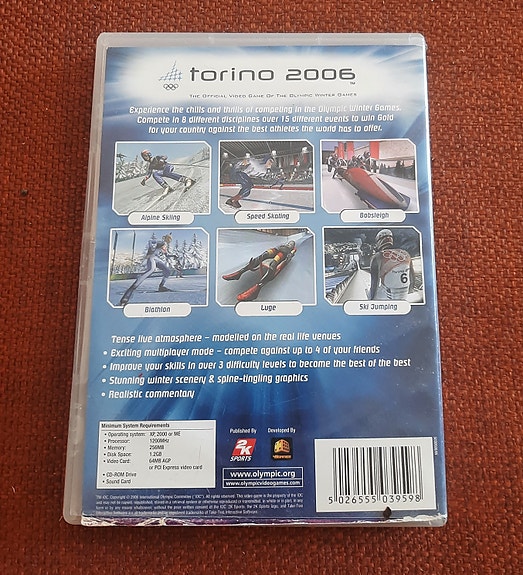 torino 2006
TM
The Official Video Game Of The Olympic Winter Games
Experience the chills and thrills of competing in the Olympic Winter Games.
Compete in 8 different disciplines over 15 different events to win Gold
for your country against the best athletes the world has to offer.
Alpine Skiing
Speed Skating
Bobsleigh
6
Biathlon
Luge
Ski Jumping
Tense live atmosphere – modelled on the real life venues
• Exciting multiplayer mode – compete against up to 4 of your friends
• Improve your skills in over 3 difficulty levels to become the best of the best
• Stunning winter scenery & spine-tingling graphics
• Realistic commentary
Minimum System Requirements
• Operating system: XP, 2000 or ME
• Processor: 1200MHz
• Memory: 256MB
• Disk Space: 1.2GB
• Video Card: 64MB AGP
or PCI Express video card
• CD-ROM Drive
• Sound Card
Published By
Developed By
2K
SPORTS
www.olympic.org
www.olympicvideogames.com
5 026555 039598